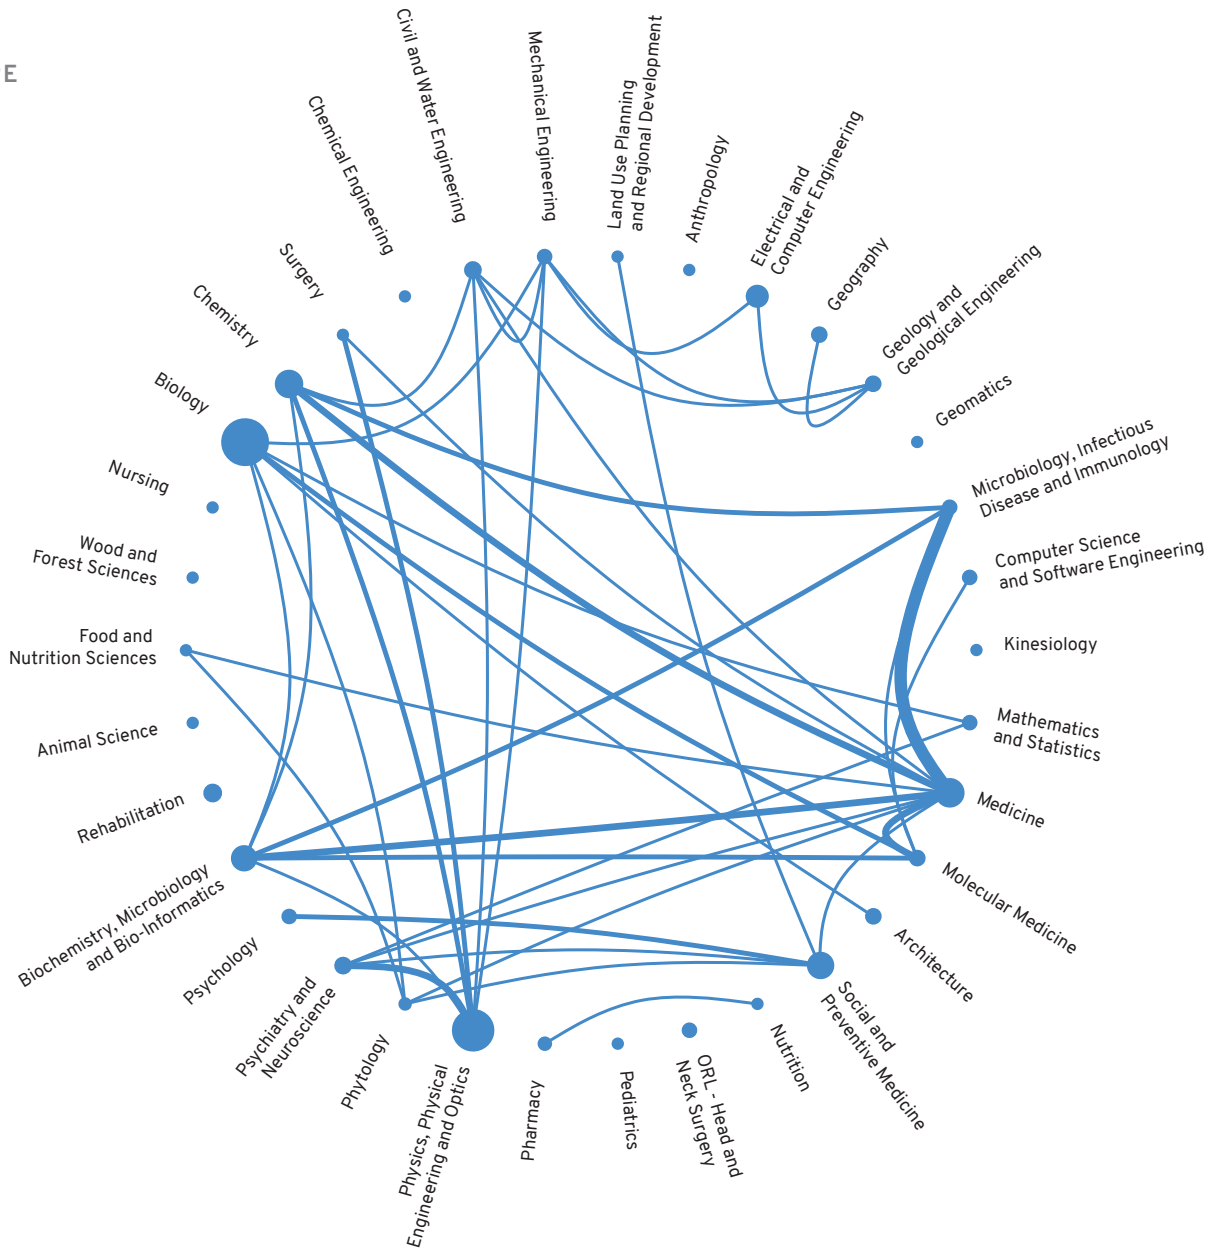 E
Civil and Water Engineering
Mechanical Engineering
Land Use Planning
and Regional Development
Anthropology
Electrical and
Computer Engineering
Geography
Geology and
Geological Engineering
Geomatics
Microbiology, Infectious
Disease and Immunology
Computer Science
and Software Engineering
Kinesiology
Mathematics
and Statistics
Medicine
Molecular Medicine
Architecture
Social and
Preventive Medicine
Nutrition
ORL - Head and
Neck Surgery
Pediatrics
Pharmacy
Physics, Physical
Engineering and Optics
Phytology
Psychiatry and
Neuroscience
Psychology
Biochemistry, Microbiology
and Bio-Informatics
Rehabilitation
Animal Science
Food and
Nutrition Sciences
Wood and
Forest Sciences
Nursing
Biology
Chemistry
Surgery
Chemical Engineering